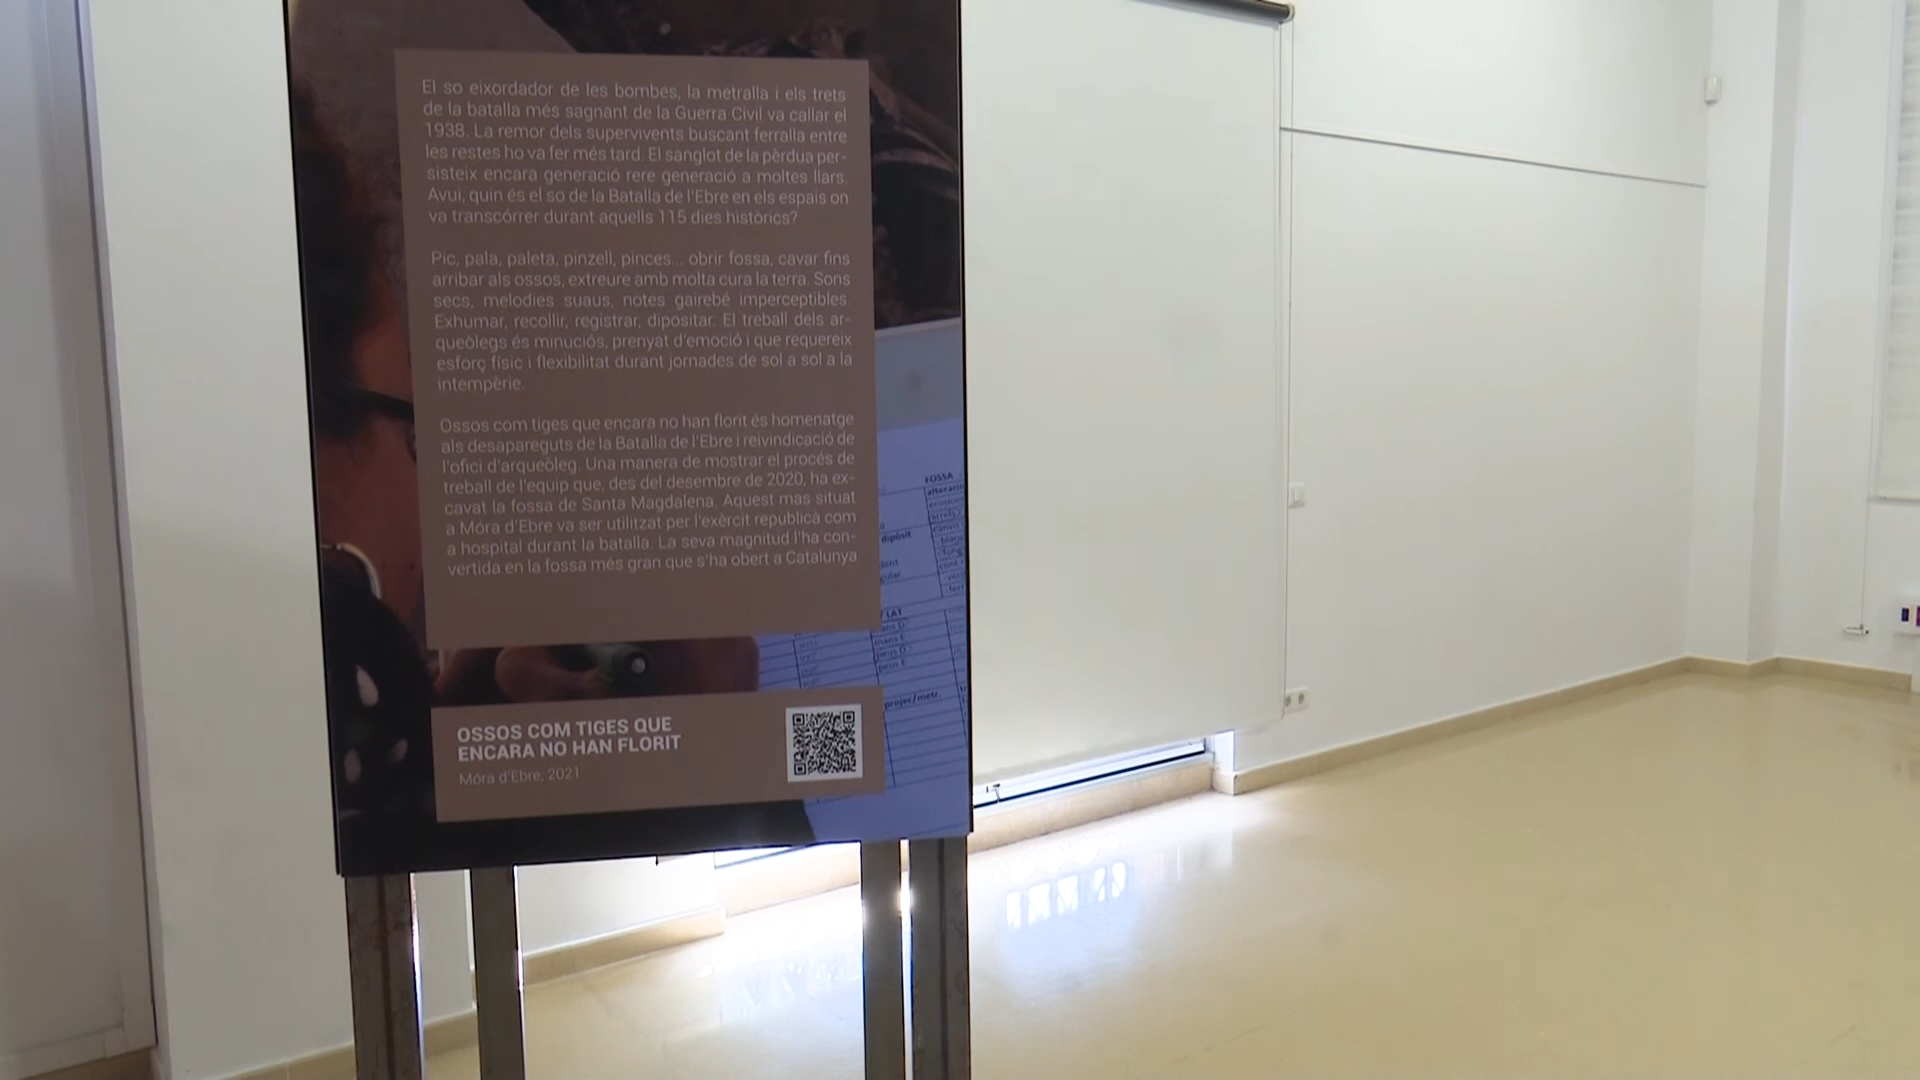 El so eixordador de les bombes, la metralla i els trets
de la batalla més sagnant de la Guerra Civil va callar el
1938. La remor dels supervivents buscant ferralla entre
les restes ho va fer més tard. El sanglot de la pèrdua per-
sisteix encara generació rere generació a moltes llars.
Avui, quin és el so de la Batalla de l'Ebre en els espais on
va transcórrer durant aquells 115 dies històrics?
Pic, pala, paleta, pinzell, pinces... obrir fossa, cavar fins
arribar als ossos, extreure amb molta cura la terra. Sons
secs, melodies suaus, notes gairebé imperceptibles.
Exhumar, recollir, registrar, dipositar. El treball dels ar-
queòlegs és minuciós, prenyat d'emoció i que requereix
esforç físic i flexibilitat durant jornades de sol a sol a la
intempèrie.
Ossos com tiges que encara no han florit és homenatge
als desapareguts de la Batalla de l'Ebre i reivindicació de
l'ofici d'arqueòleg. Una manera de mostrar el procés de
treball de l'equip que, des del desembre de 2020, ha ex-
cavat la fossa de Santa Magdalena. Aquest mas situat
a Móra d'Ebre va ser utilitzat per l'exèrcit republicà com
a hospital durant la batalla. La seva magnitud l'ha con-
vertida en la fossa més gran que s'ha obert a Catalunya
FOSSA
dipòsit
/ LAT
mans D
mans E
peus D
peus E
projec/metr.
OSSOS COM TIGES QUE
ENCARA NO HAN FLORIT
Móra d'Ebre, 2021